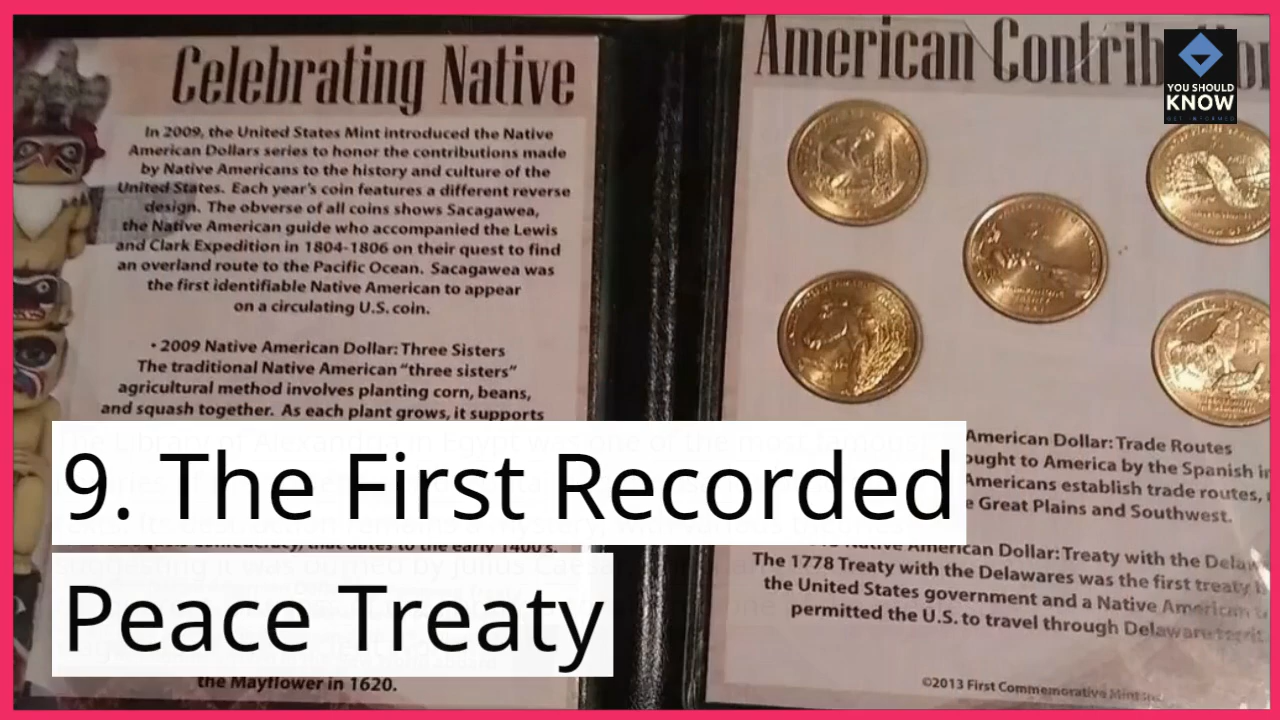 Celebrating Native
In 2009, the United States Mint introduced the Native
American Dollars series to honor the contributions made
by Native Americans to the history and culture of the
United States. Each year's coin features a different reverse
design. The obverse of all coins shows Sacagawea,
the Native American guide who accompanied the Lewis
and Clark Expedition in 1804-1806 on their quest to find
an overland route to the Pacific Ocean. Sacagawea was
the first identifiable Native American to appear
on a circulating U.S. coin.
• 2009 Native American Dollar: Three Sisters
The traditional Native American "three sisters"
agricultural method involves planting corn, beans,
and squash together. As each plant grows, it supports
that dates to the early 1400's.
the Mayflower in 1620.
American Contribution
YOU SHOULD
KNOW
GET INFORMED
American Dollar: Trade Routes
to America by the Spanish
Americans establish trade routes,
Great Plains and Southwest.
Native American Dollar: Treaty with the
The 1778 Treaty with the Delawares was the first treaty
the United States government and a Native American
permitted the U.S. to travel through Delaware
©2013 First Commemorative Mint
9. The First Recorded
Peace Treaty